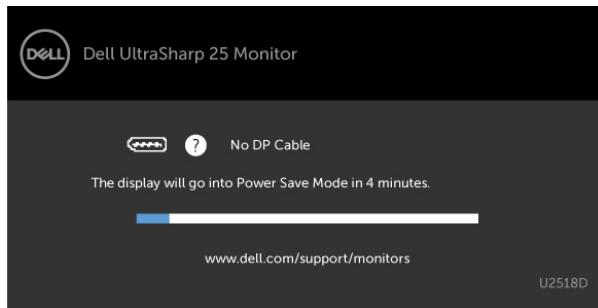 DELL
Dell UltraSharp 25 Monitor
? No DP Cable
The display will go into Power Save Mode in 4 minutes.
www.dell.com/support/monitors
U2518D